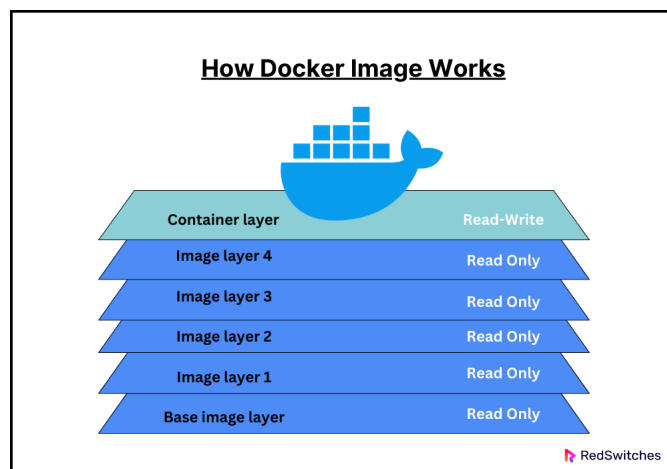 How Docker Image Works
Container layer Read-Write
Image layer 4 Read Only
Image layer 3 Read Only
Image layer 2 Read Only
Image layer 1 Read Only
Base image layer Read Only
RedSwitches